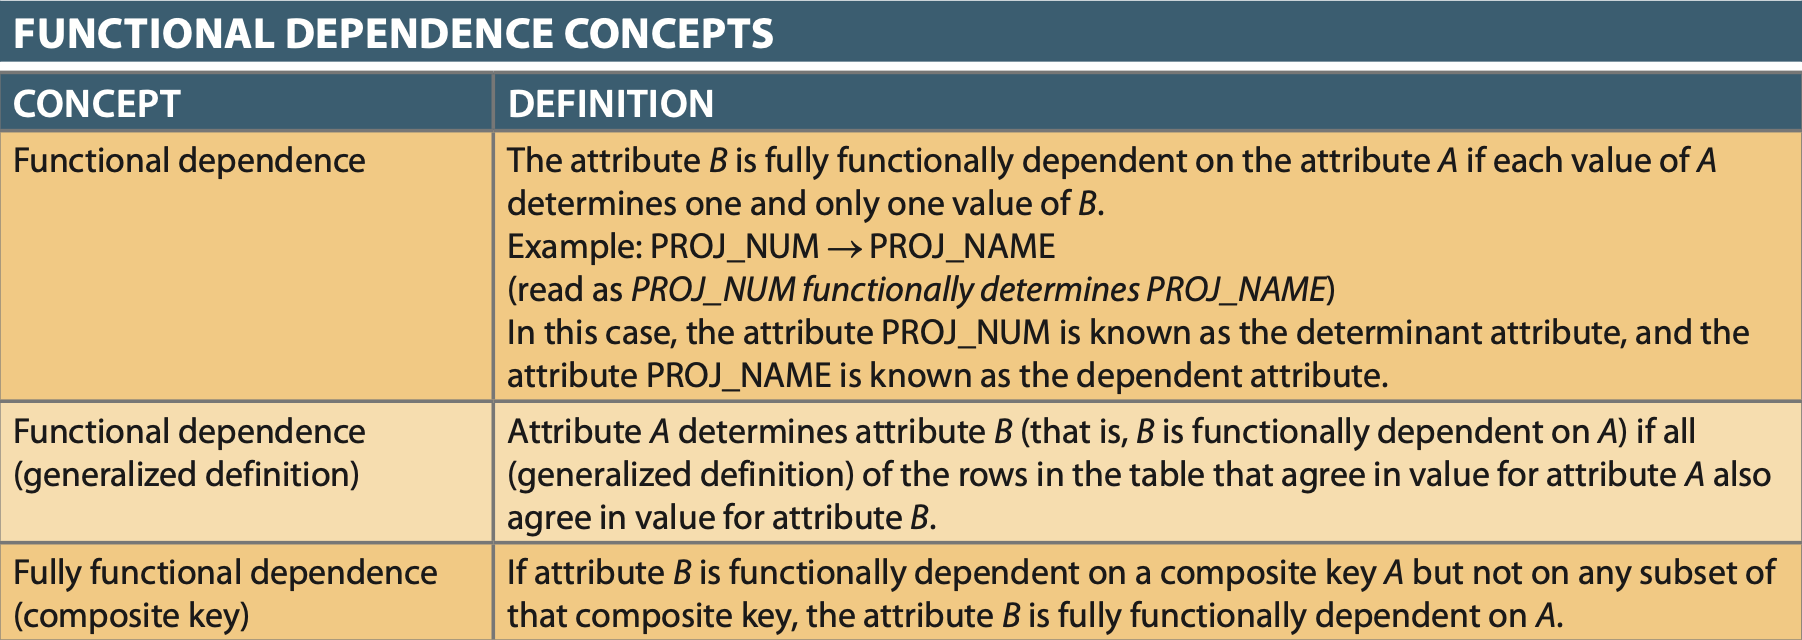 FUNCTIONAL DEPENDENCE CONCEPTS
CONCEPT
DEFINITION
Functional dependence
The attribute B is fully functionally dependent on the attribute A if each value of A
determines one and only one value of B.
Example: PROJ_NUM → PROJ_NAME
(read as PROJ_NUM functionally determines PROJ_NAME)
In this case, the attribute PROJ_NUM is known as the determinant attribute, and the
attribute PROJ_NAME is known as the dependent attribute.
Functional dependence
(generalized definition)
Attribute A determines attribute B (that is, B is functionally dependent on A) if all
(generalized definition) of the rows in the table that agree in value for attribute A also
agree in value for attribute B.
Fully functional dependence
(composite key)
If attribute B is functionally dependent on a composite key A but not on any subset of
that composite key, the attribute B is fully functionally dependent on A.